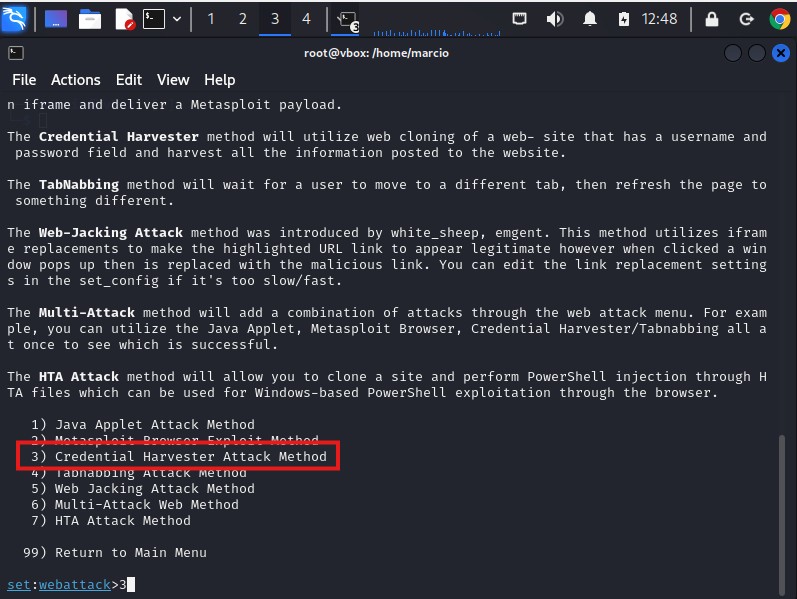 1 2 3 4 3 12:48
root@vbox: /home/marcio
File Actions Edit View Help
n iframe and deliver a Metasploit payload.
The Credential Harvester method will utilize web cloning of a web- site that has a username and
password field and harvest all the information posted to the website.
The TabNabbing method will wait for a user to move to a different tab, then refresh the page to
something different.
The Web-Jacking Attack method was introduced by white_sheep, emgent. This method utilizes ifram
e replacements to make the highlighted URL link to appear legitimate however when clicked a win
dow pops up then is replaced with the malicious link. You can edit the link replacement setting
s in the set_config if it's too slow/fast.
The Multi-Attack method will add a combination of attacks through the web attack menu. For exam
ple, you can utilize the Java Applet, Metasploit Browser, Credential Harvester/Tabnabbing all a
t once to see which is successful.
The HTA Attack method will allow you to clone a site and perform PowerShell injection through H
TA files which can be used for Windows-based PowerShell exploitation through the browser.
1) Java Applet Attack Method
2) Metasploit Browser Exploit Method
3) Credential Harvester Attack Method
4) Tabnabbing Attack Method
5) Web Jacking Attack Method
6) Multi-Attack Web Method
7) HTA Attack Method
99) Return to Main Menu
set:webattack>3